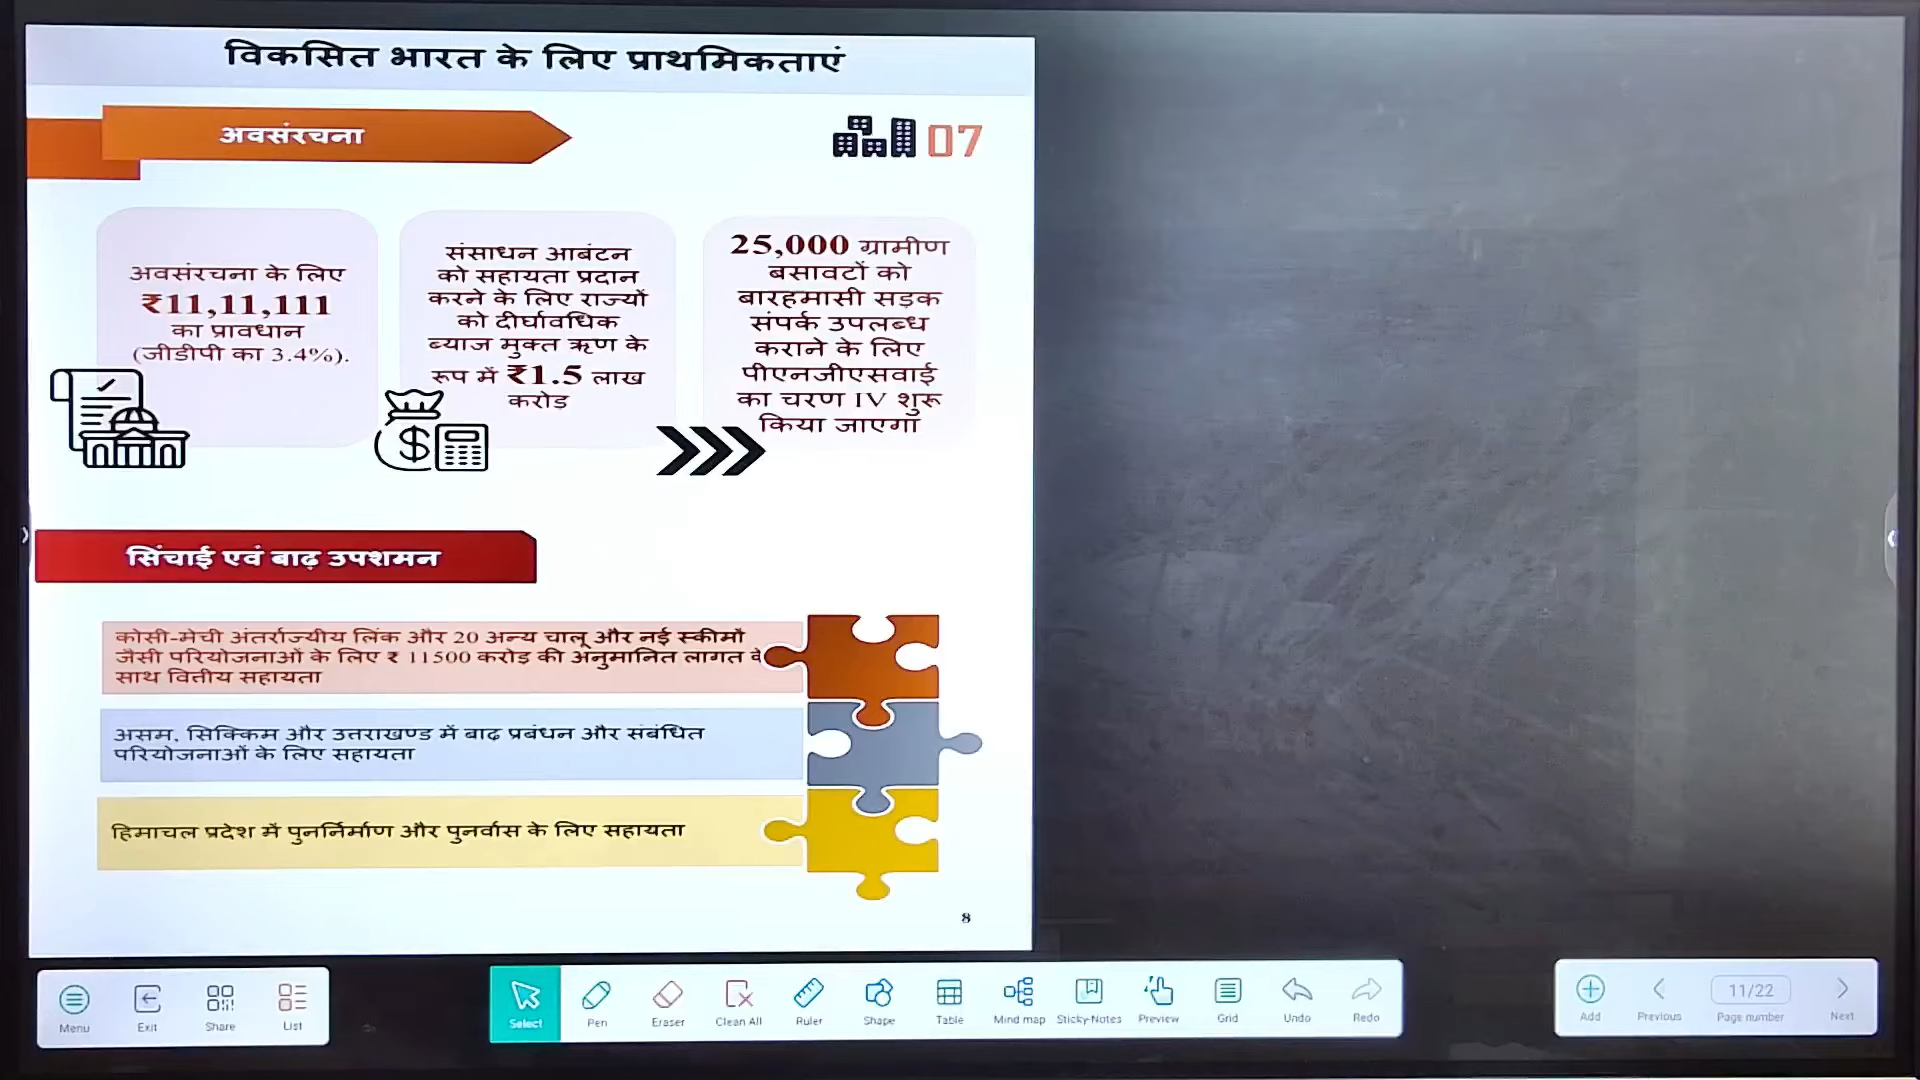 विकसित भारत के लिए प्राथमिकताएं
अवसंरचना
07
अवसंरचना के लिए
₹11,11,111
का प्रावधान
(जीडीपी का 3.4%).
संसाधन आबंटन
को सहायता प्रदान
करने के लिए राज्यों
को दीर्घावधिक
ब्याज मुक्त ऋण के
रूप में ₹1.5 लाख
करोड़
25,000 ग्रामीण
बसावटों को
बारहमासी सड़क
संपर्क उपलब्ध
कराने के लिए
पीएनजीएसवाई
का चरण IV शुरू
किया जाएगा
सिंचाई एवं बाढ़ उपशमन
कोसी-मेची अंतर्राज्यीय लिंक और 20 अन्य चालू और नई स्कीमों
जैसी परियोजनाओं के लिए ₹ 11500 करोड़ की अनुमानित लागत के
साथ वित्तीय सहायता
असम, सिक्किम और उत्तराखण्ड में बाढ़ प्रबंधन और संबंधित
परियोजनाओं के लिए सहायता
हिमाचल प्रदेश में पुनर्निर्माण और पुनर्वास के लिए सहायता
8
Menu Exit Share List
Select Pen Eraser Clean All Ruler Shape Table Mind map Sticky-Notes Preview Grid Undo Redo
11/22
Add Previous Page number Next